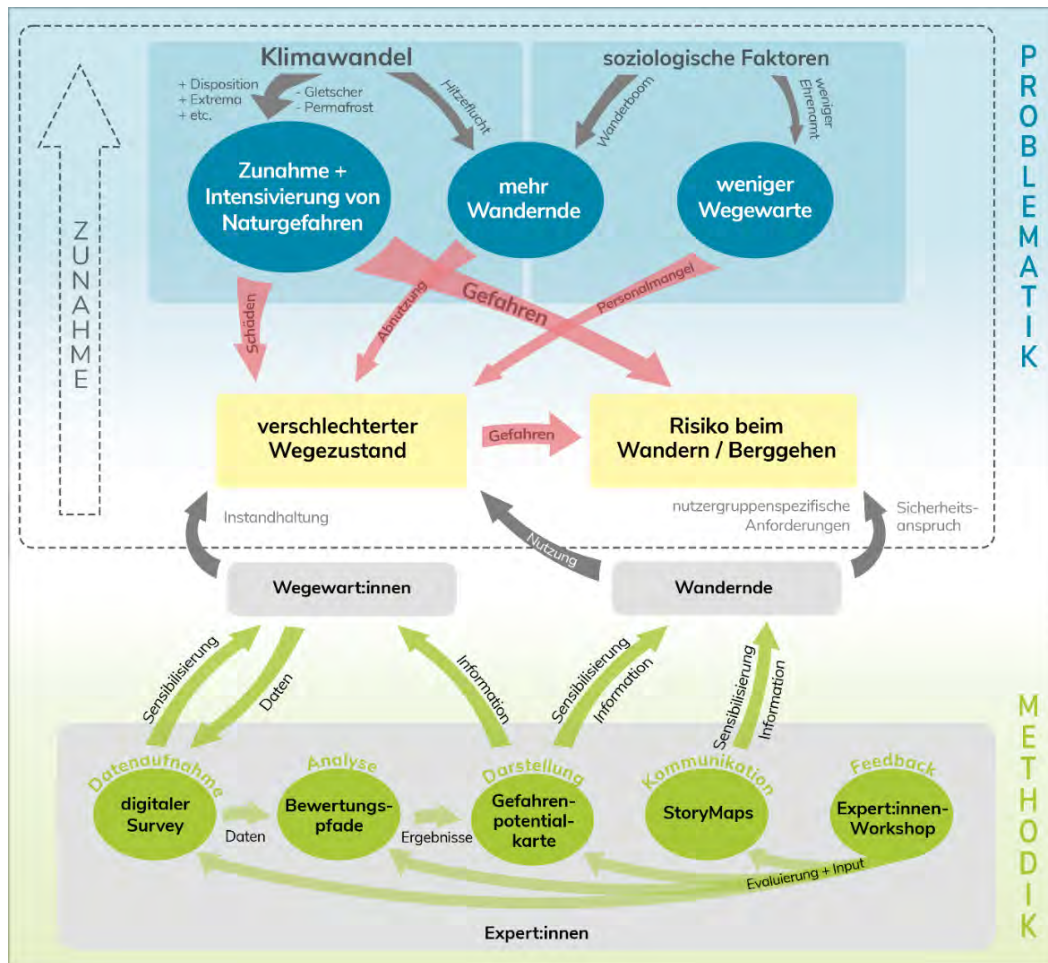 Klimawandel
soziologische Faktoren
+ Disposition
+ Extrema
+ etc.
- Gletscher
- Permafrost
Hitzeflucht
Wanderboom
weniger
Ehrenamt
Zunahme +
Intensivierung von
Naturgefahren
mehr
Wandernde
weniger
Wegewarte
ZUNAHME
PROBLEMATIK
Schäden
Abnutzung
Gefahren
Personalmangel
verschlechterter
Wegezustand
Gefahren
Risiko beim
Wandern / Berggehen
Instandhaltung
Nutzung
nutzergruppenspezifische
Anforderungen
Sicherheits-
anspruch
Wegewart:innen
Wandernde
Sensibilisierung
Daten
Information
Sensibilisierung
Information
Sensibilisierung
Information
METHODIK
Datenaufnahme
Analyse
Darstellung
Kommunikation
Feedback
digitaler
Survey
Daten
Bewertungs-
pfade
Ergebnisse
Gefahren-
potential-
karte
StoryMaps
Expert:innen-
Workshop
Evaluierung + Input
Expert:innen